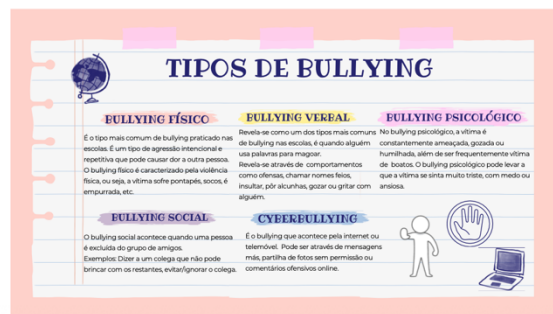 TIPOS DE BULLYING
BULLYING FÍSICO
É o tipo mais comum de bullying praticado nas
escolas. É um tipo de agressão intencional e
repetitiva que pode causar dor a outra pessoa.
O bullying físico é caracterizado pela violência
física, ou seja, a vítima sofre pontapés, socos, é
empurrada, etc.
BULLYING VERBAL
Revela-se como um dos tipos mais comuns
de bullying nas escolas, é quando alguém
usa palavras para magoar.
Revela-se através de comportamentos
como ofensas, chamar nomes feios,
insultar, pôr alcunhas, gozar ou gritar com
alguém.
BULLYING PSICOLÓGICO
No bullying psicológico, a vítima é
constantemente ameaçada, gozada ou
humilhada, além de ser frequentemente vítima
de boatos. O bullying psicológico pode levar a
que a vítima se sinta muito triste, com medo ou
ansiosa.
BULLYING SOCIAL
O bullying social acontece quando uma pessoa
é excluída do grupo de amigos.
Exemplos: Dizer a um colega que não pode
brincar com os restantes, evitar/ignorar o colega.
CYBERBULLYING
É o bullying que acontece pela internet ou
telemóvel. Pode ser através de mensagens
más, partilha de fotos sem permissão ou
comentários ofensivos online.